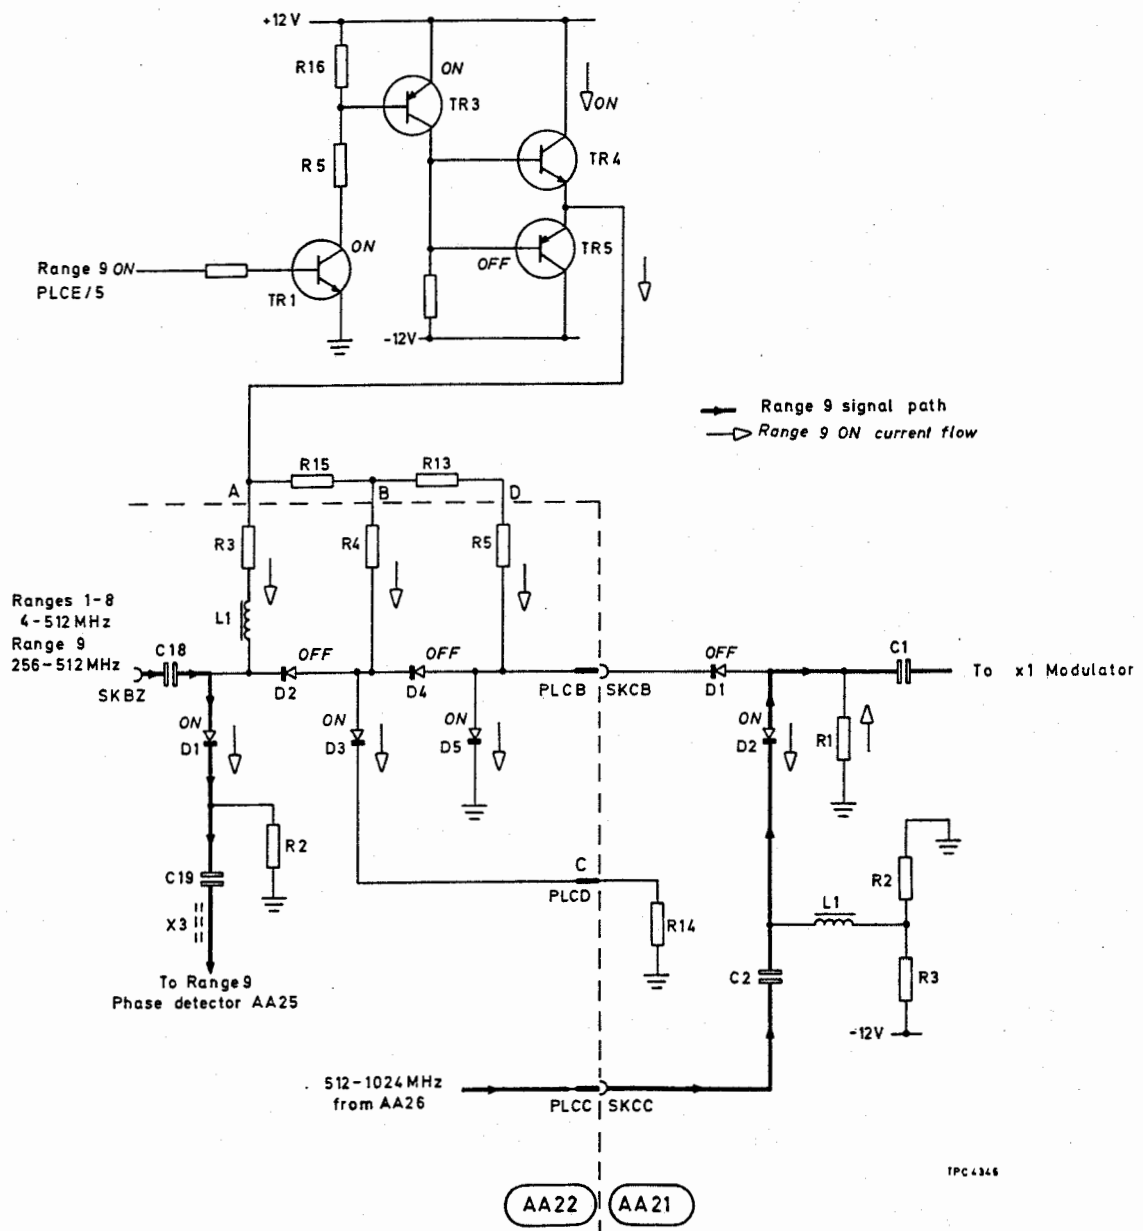 +12V
R16
ON
TR3
ON
R5
TR4
ON
TR5
OFF
Range 9 ON
PLCE/5
TR1
-12V
Range 9 signal path
Range 9 ON current flow
R15
R13
A
B
D
R3
R4
R5
Ranges 1-8
4-512MHz
Range 9
256-512MHz
L1
C18
OFF
OFF
OFF
C1
SKBZ
D2
D4
PLCB
SKCB
D1
To x1 Modulator
ON
D1
ON
D3
ON
D5
ON
D2
R1
R2
C19
C
PLCD
R14
R2
L1
X3
C2
R3
To Range 9
Phase detector AA25
-12V
512-1024MHz
from AA26
PLCC
SKCC
TPC4346
AA22
AA21